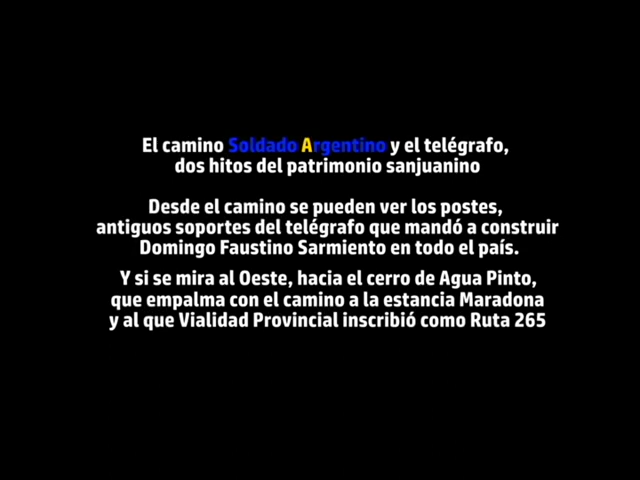 El camino Soldado Argentino y el telégrafo,
dos hitos del patrimonio sanjuanino
Desde el camino se pueden ver los postes,
antiguos soportes del telégrafo que mandó a construir
Domingo Faustino Sarmiento en todo el país.
Y si se mira al Oeste, hacia el cerro de Agua Pinto,
que empalma con el camino a la estancia Maradona
y al que Vialidad Provincial inscribió como Ruta 265